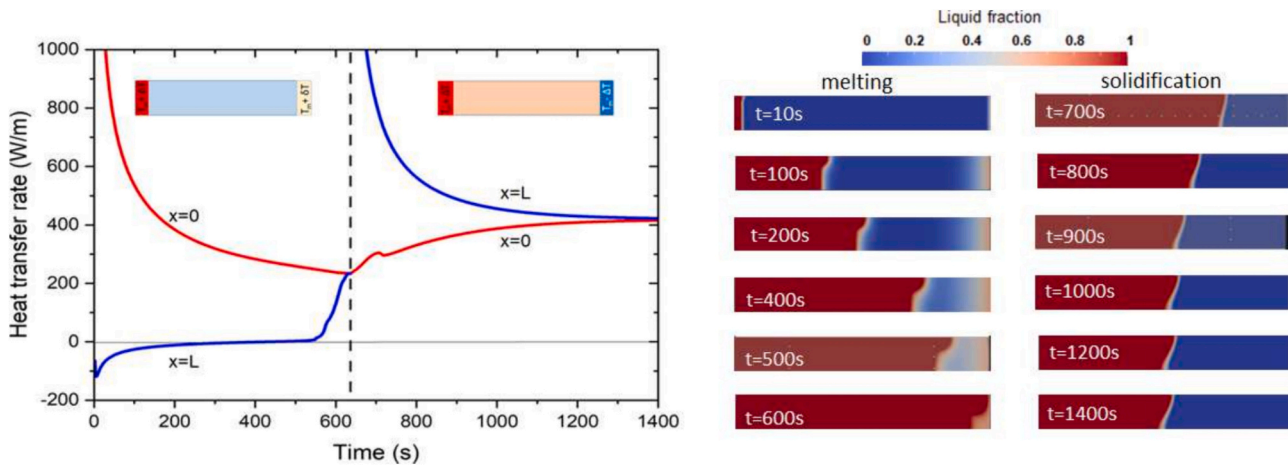 Heat transfer rate (W/m)
1000
800
600
400
200
0
-200
Tₘ + δT
x=0
x=L
x=L
x=0
0
200
400
600
800
1000
1200
1400
Time (s)
Liquid fraction
0
0.2
0.4
0.6
0.8
1
melting
solidification
t=10s
t=700s
t=100s
t=800s
t=200s
t=900s
t=400s
t=1000s
t=500s
t=1200s
t=600s
t=1400s